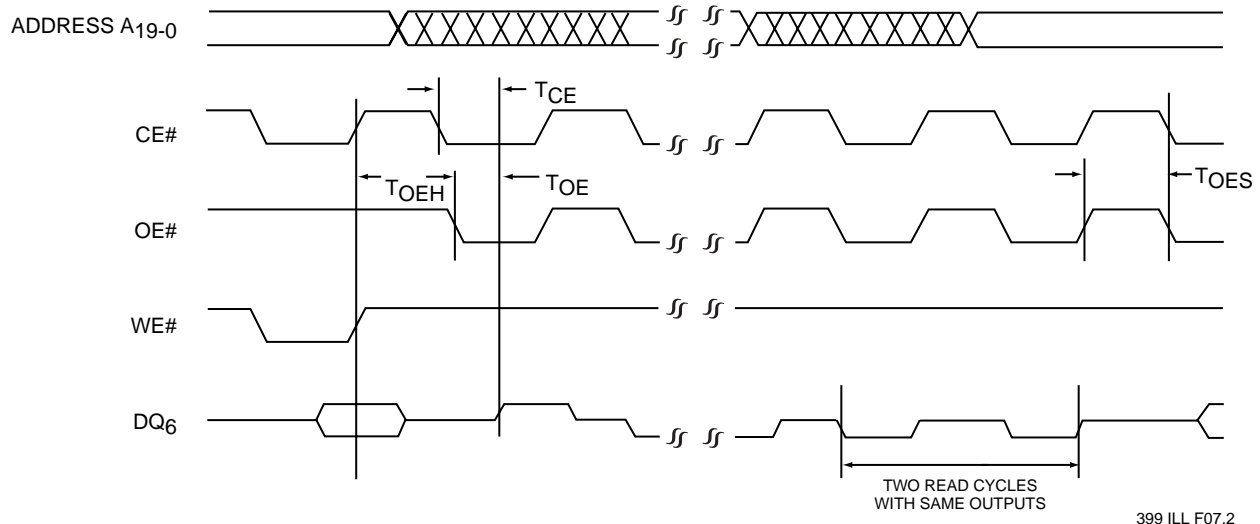 ADDRESS A19-0
TCE
CE#
TOEH
TOE
TOES
OE#
WE#
DQ6
TWO READ CYCLES
WITH SAME OUTPUTS
399 ILL F07.2